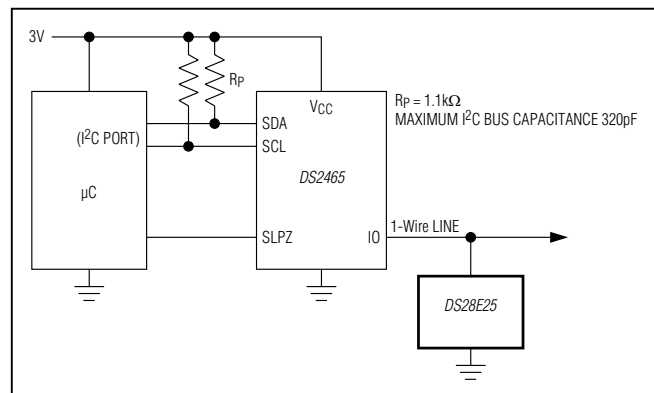 3V
RP
VCC
RP = 1.1kΩ
MAXIMUM I2C BUS CAPACITANCE 320pF
SDA
(I2C PORT)
SCL
DS2465
µC
1-Wire LINE
SLPZ
IO
DS28E25